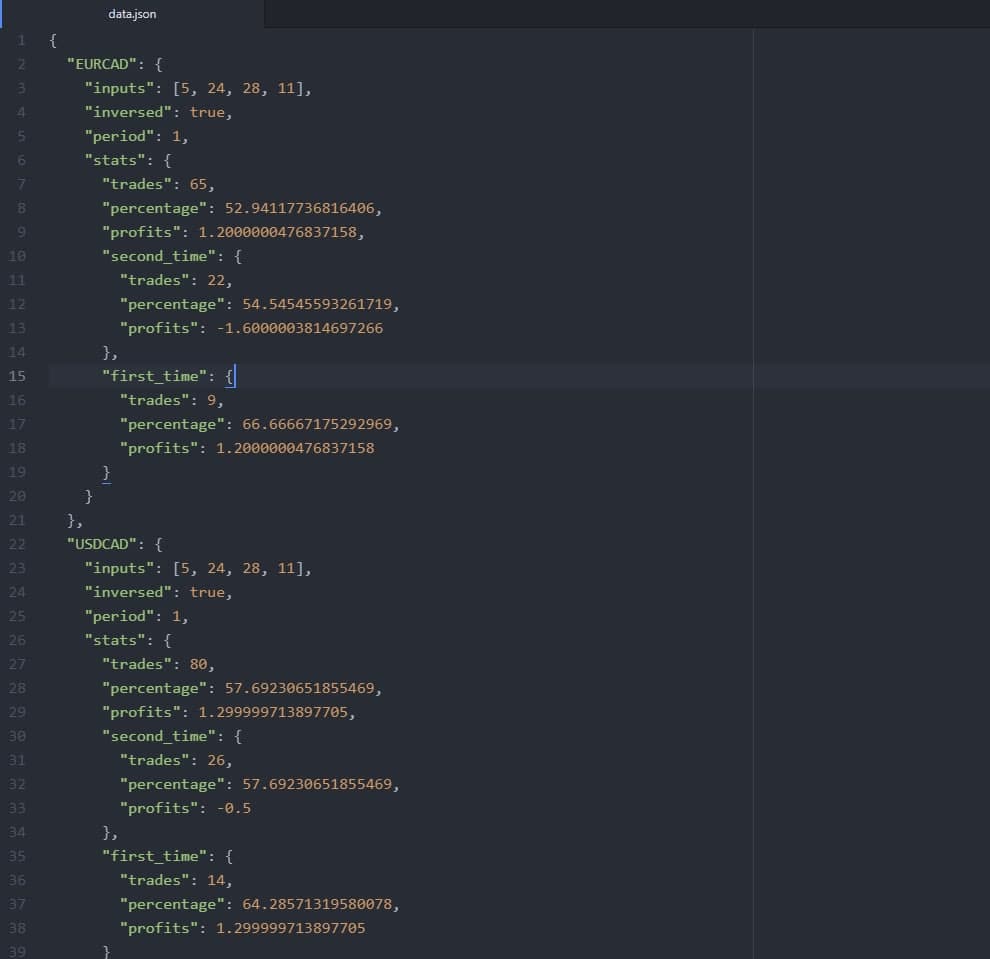 data.json
1 {
2 "EURCAD": {
3 "inputs": [5, 24, 28, 11],
4 "inversed": true,
5 "period": 1,
6 "stats": {
7 "trades": 65,
8 "percentage": 52.94117736816406,
9 "profits": 1.2000000476837158,
10 "second_time": {
11 "trades": 22,
12 "percentage": 54.54545593261719,
13 "profits": -1.6000003814697266
14 },
15 "first_time": {
16 "trades": 9,
17 "percentage": 66.66667175292969,
18 "profits": 1.2000000476837158
19 }
20 }
21 },
22 "USDCAD": {
23 "inputs": [5, 24, 28, 11],
24 "inversed": true,
25 "period": 1,
26 "stats": {
27 "trades": 80,
28 "percentage": 57.69230651855469,
29 "profits": 1.299999713897705,
30 "second_time": {
31 "trades": 26,
32 "percentage": 57.69230651855469,
33 "profits": -0.5
34 },
35 "first_time": {
36 "trades": 14,
37 "percentage": 64.28571319580078,
38 "profits": 1.299999713897705
39 }